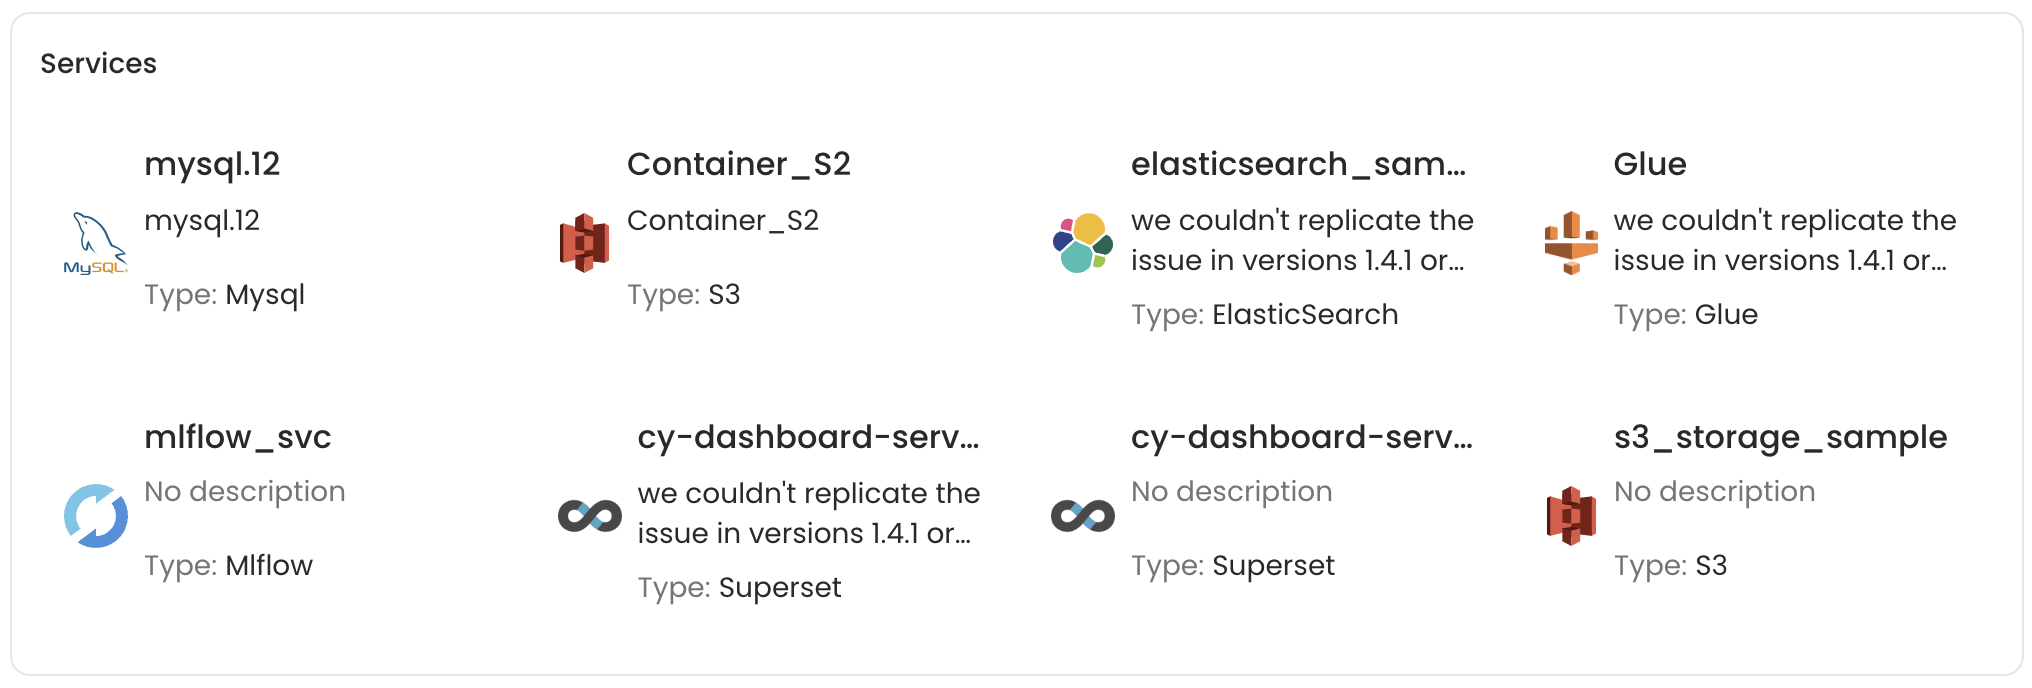 Services
mysql.12
mysql.12
MySQL
Type: Mysql
Container_S2
Container_S2
Type: S3
elasticsearch_sam...
we couldn't replicate the
issue in versions 1.4.1 or...
Type: ElasticSearch
Glue
we couldn't replicate the
issue in versions 1.4.1 or...
Type: Glue
mlflow_svc
No description
Type: Mlflow
cy-dashboard-serv...
we couldn't replicate the
issue in versions 1.4.1 or...
Type: Superset
cy-dashboard-serv...
No description
Type: Superset
s3_storage_sample
No description
Type: S3